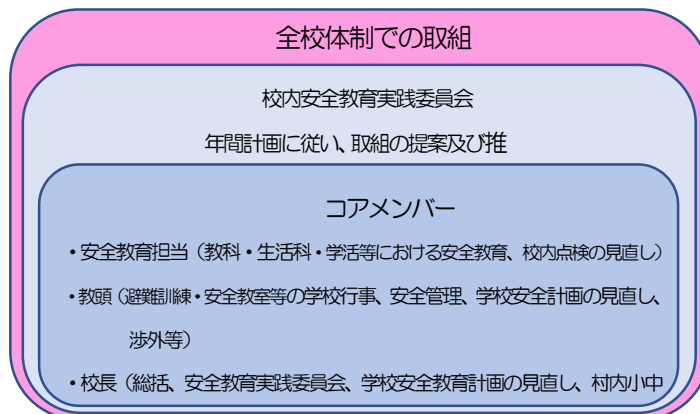 全校体制での取組
校内安全教育実践委員会
年間計画に従い、取組の提案及び推
コアメンバー
・安全教育担当（教科・生活科・学活等における安全教育、校内点検の見直し）
・教頭（避難訓練・安全教室等の学校行事、安全管理、学校安全計画の見直し、
渉外等）
・校長（総括、安全教育実践委員会、学校安全教育計画の見直し、村内小中